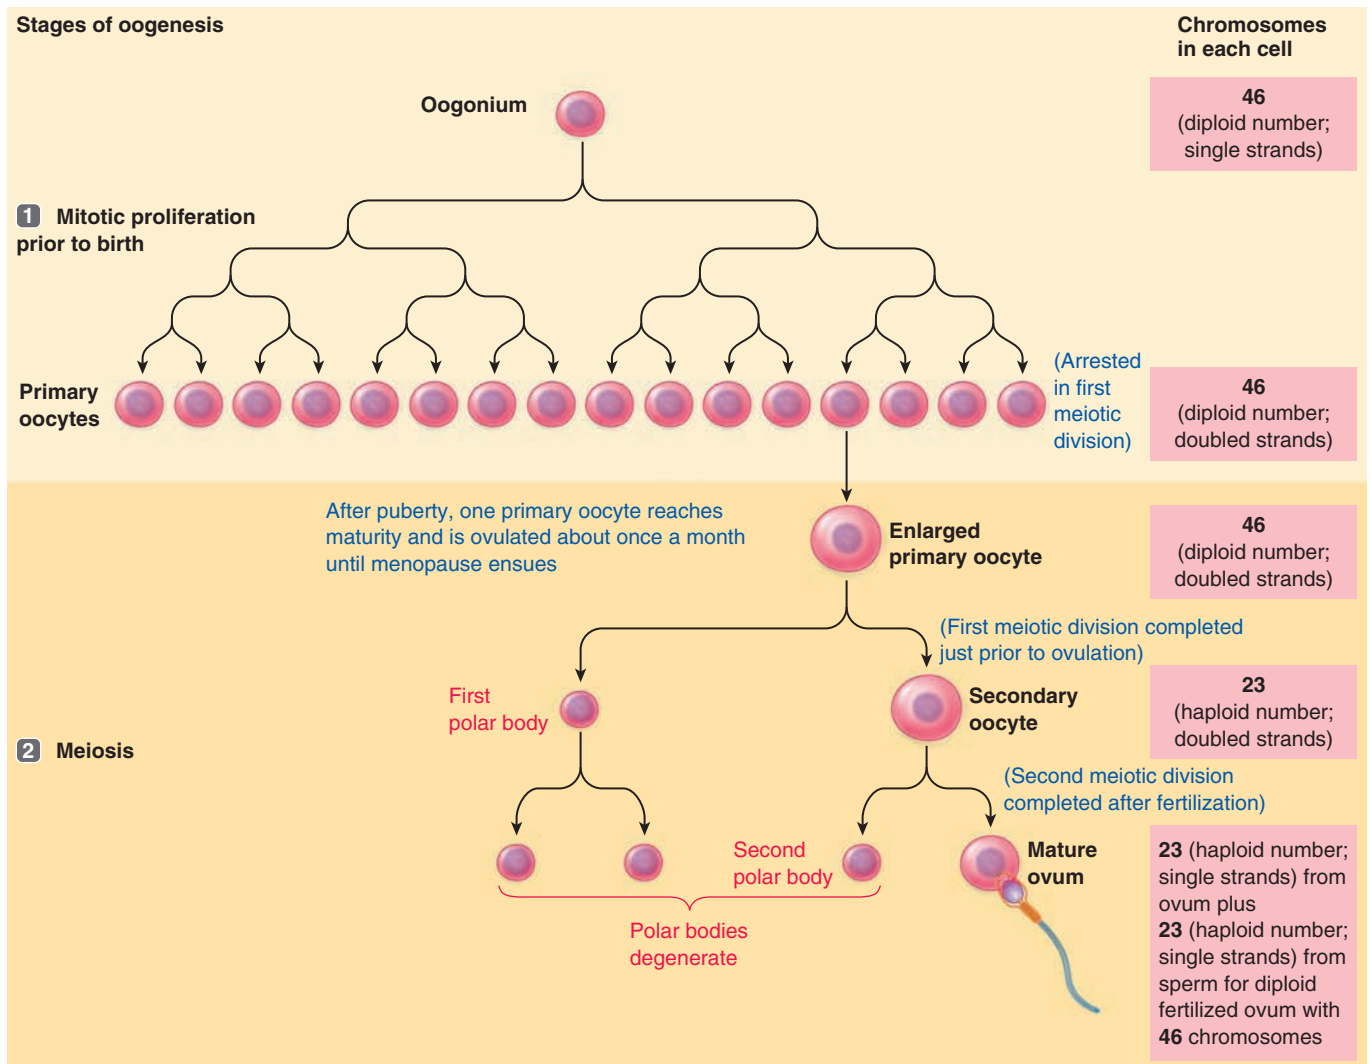 Stages of oogenesis
Chromosomes
in each cell
Oogonium
46
(diploid number;
single strands)
1 Mitotic proliferation
prior to birth
Primary
oocytes
(Arrested
in first
meiotic
division)
46
(diploid number;
doubled strands)
After puberty, one primary oocyte reaches
maturity and is ovulated about once a month
until menopause ensues
Enlarged
primary oocyte
46
(diploid number;
doubled strands)
(First meiotic division completed
just prior to ovulation)
First
polar body
Secondary
oocyte
23
(haploid number;
doubled strands)
2 Meiosis
(Second meiotic division
completed after fertilization)
Second
polar body
Mature
ovum
23 (haploid number;
single strands) from
ovum plus
23 (haploid number;
single strands) from
sperm for diploid
fertilized ovum with
46 chromosomes
Polar bodies
degenerate